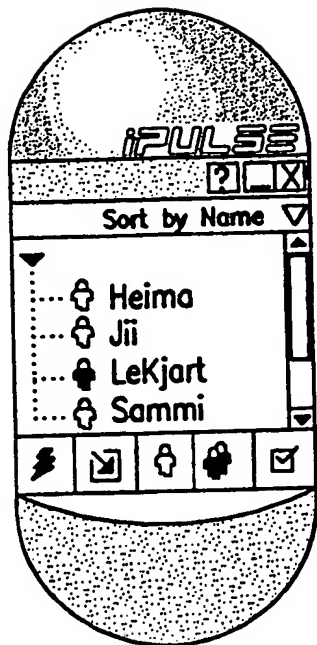 iPULSE
? _ X
Sort by Name
Heima
Jii
LeKjart
Sammi